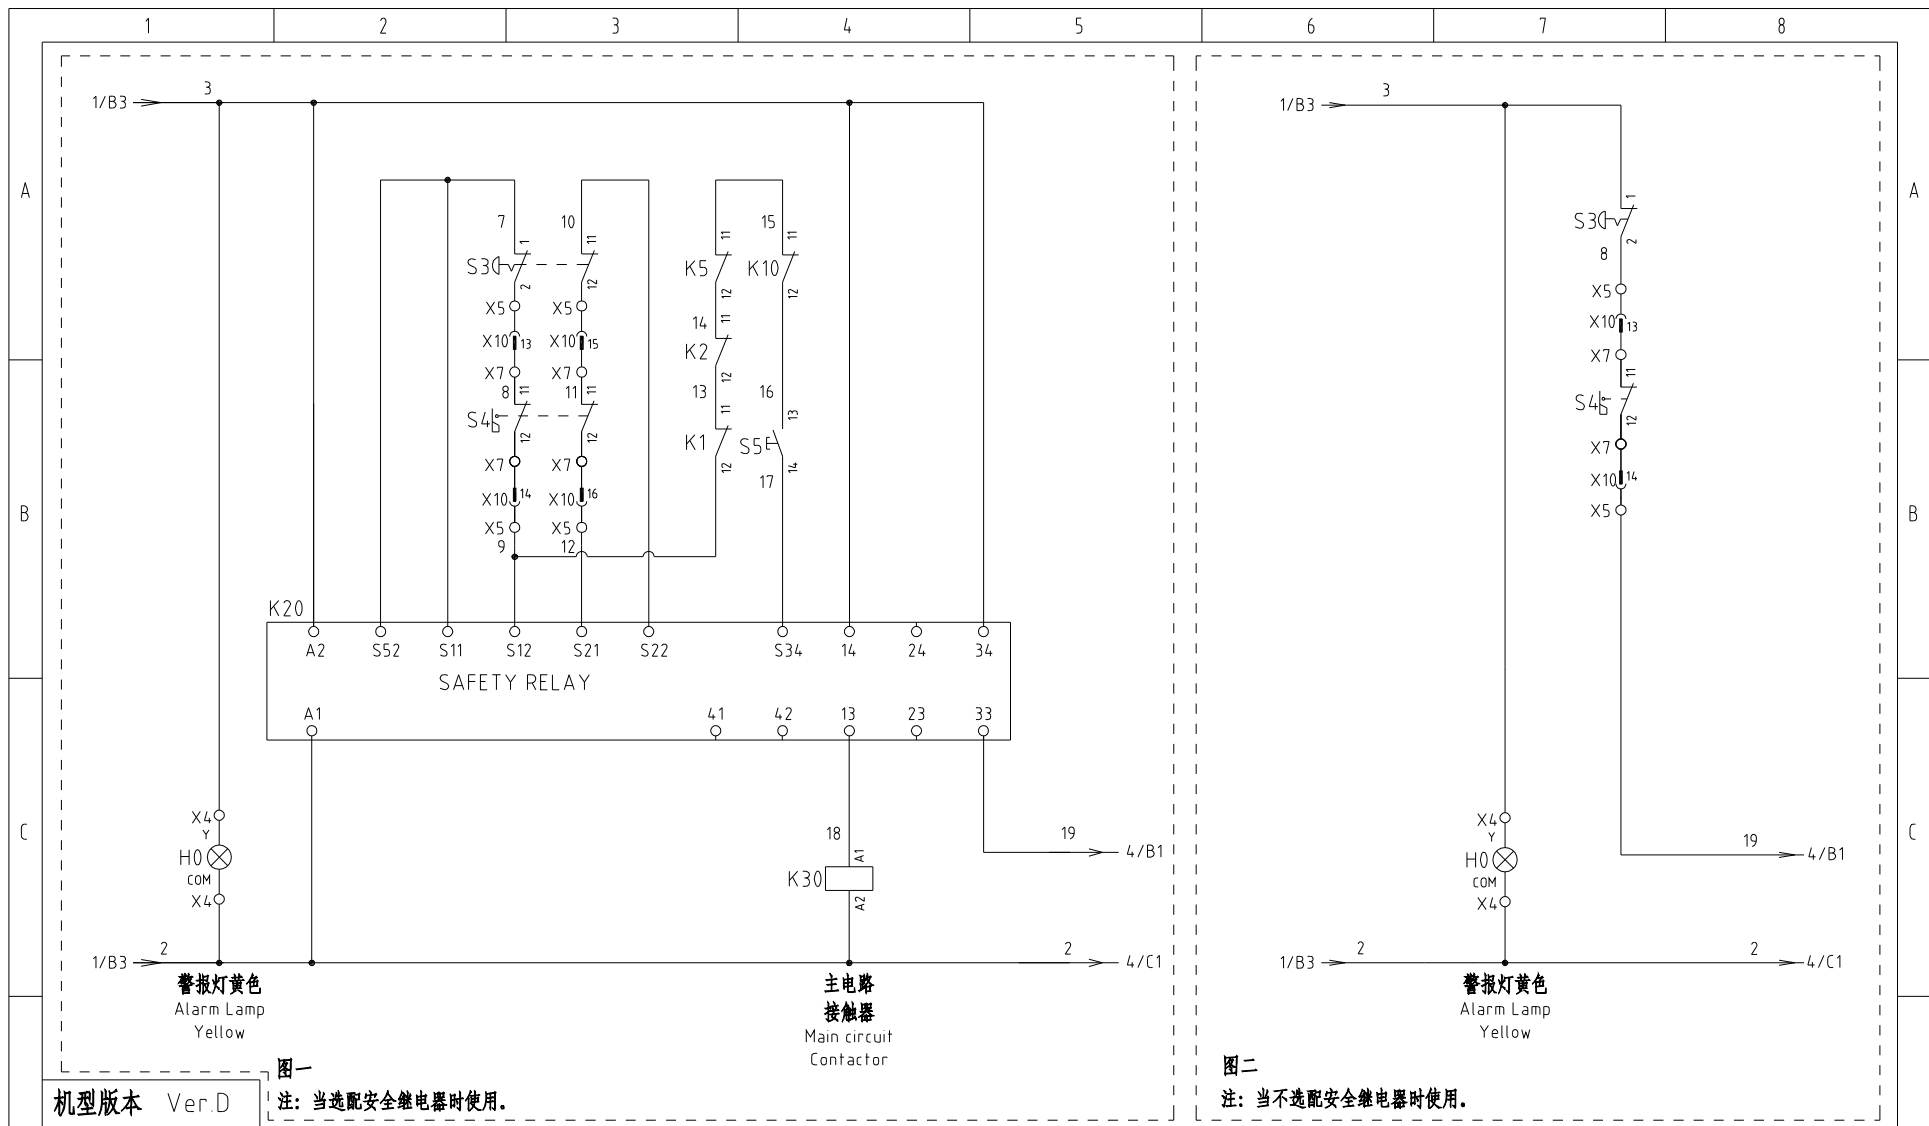 1 2 3 4 5 6 7 8
A A
B B
C C
1/B3 3
7 10 15
1 11 11 11
S3 K5 K10
2 12 12 12
X5 X5
14 11
X10 13 X10 15
K2
X7 X7
12
8 11 11 11 13 16
11 13
S4
12 12
K1 S5
X7 X7
12 14
17
X10 14 X10 16
X5 X5
9 12
K20
A2 S52 S11 S12 S21 S22 S34 14 24 34
SAFETY RELAY
A1 41 42 13 23 33
X4
Y
H0
COM
X4
18
A1
K30
A2
19
4/B1
1/B3 2
2 4/C1
警报灯黄色
Alarm Lamp
Yellow
主电路
接触器
Main circuit
Contactor
图一
注：当选配安全继电器时使用。
机型版本 Ver.D
1/B3 3
1
S3
2
8
X5
X10 13
X7
11
S4
12
X7
X10 14
X5
X4
Y
H0
COM
X4
19
4/B1
1/B3 2
2 4/C1
警报灯黄色
Alarm Lamp
Yellow
图二
注：当不选配安全继电器时使用。